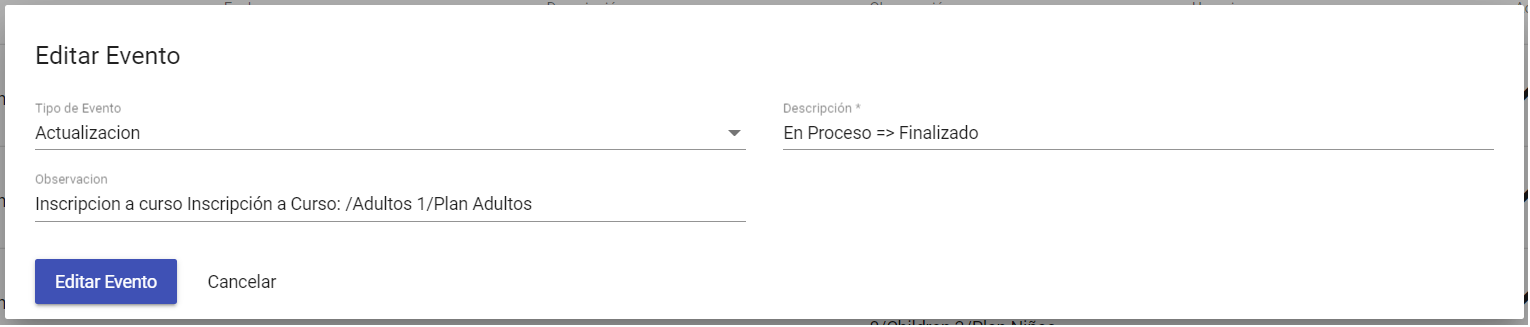 Editar Evento
Tipo de Evento
Descripción *
Actualizacion
En Proceso => Finalizado
Observacion
Inscripcion a curso Inscripción a Curso: /Adultos 1/Plan Adultos
Editar Evento
Cancelar